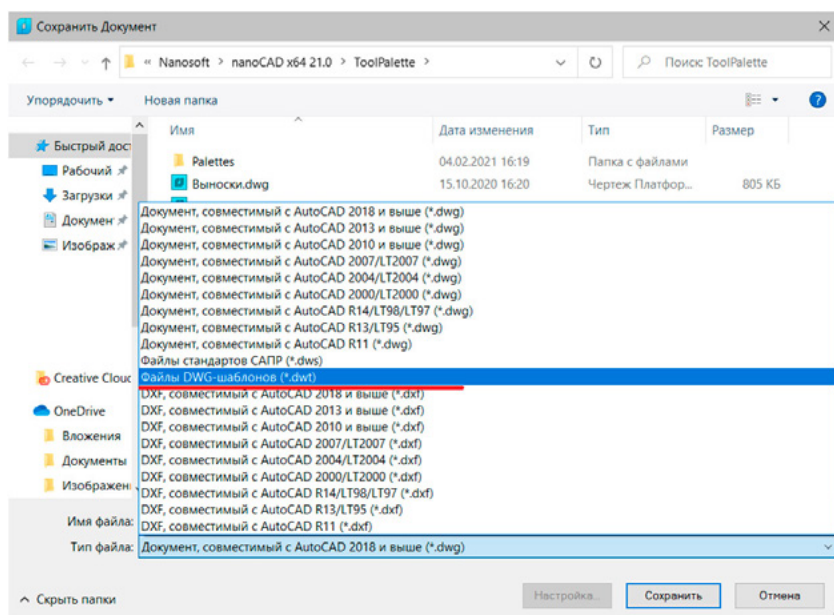 Сохранить Документ
« Nanosoft > nanoCAD x64 21.0 > ToolPalette >
Поиск: ToolPalette
Упорядочить
Новая папка
Имя
Дата изменения
Тип
Размер
Быстрый дос
Рабочий
Загрузки
Докумен
Изображ
Palettes 04.02.2021 16:19 Папка с файлами
Выноски.dwg 15.10.2020 16:20 Чертеж Платфор... 805 КБ
Документ, совместимый с AutoCAD 2018 и выше (*.dwg)
Документ, совместимый с AutoCAD 2013 и выше (*.dwg)
Документ, совместимый с AutoCAD 2010 и выше (*.dwg)
Документ, совместимый с AutoCAD 2007/LT2007 (*.dwg)
Документ, совместимый с AutoCAD 2004/LT2004 (*.dwg)
Документ, совместимый с AutoCAD 2000/LT2000 (*.dwg)
Документ, совместимый с AutoCAD R14/LT98/LT97 (*.dwg)
Документ, совместимый с AutoCAD R13/LT95 (*.dwg)
Документ, совместимый с AutoCAD R11 (*.dwg)
Файлы стандартов САПР (*.dws)
Файлы DWG-шаблонов (*.dwt)
DXF, совместимый с AutoCAD 2018 и выше (*.dxf)
DXF, совместимый с AutoCAD 2013 и выше (*.dxf)
DXF, совместимый с AutoCAD 2010 и выше (*.dxf)
DXF, совместимый с AutoCAD 2007/LT2007 (*.dxf)
DXF, совместимый с AutoCAD 2004/LT2004 (*.dxf)
DXF, совместимый с AutoCAD 2000/LT2000 (*.dxf)
DXF, совместимый с AutoCAD R14/LT98/LT97 (*.dxf)
DXF, совместимый с AutoCAD R13/LT95 (*.dxf)
DXF, совместимый с AutoCAD R11 (*.dxf)
Creative Clouc
OneDrive
Вложения
Документы
Изображен
Имя файла:
Тип файла: Документ, совместимый с AutoCAD 2018 и выше (*.dwg)
Скрыть папки
Настройка...
Сохранить
Отмена